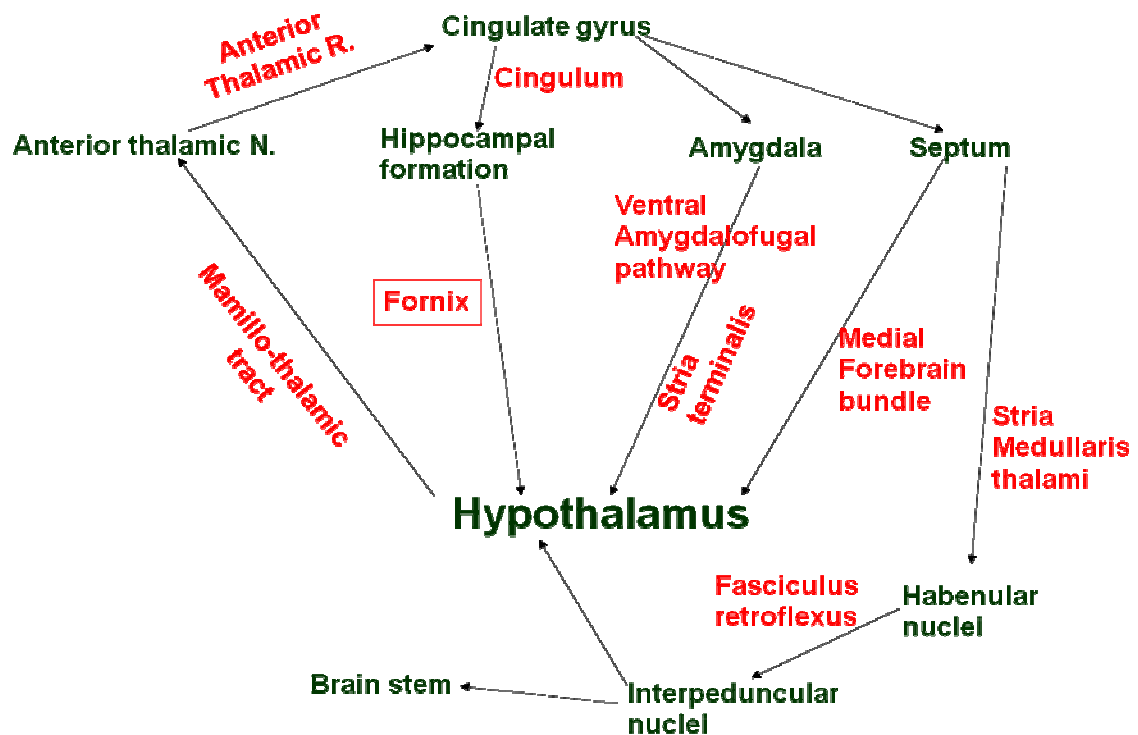 Cingulate gyrus
Anterior
Thalamic R.
Cingulum
Anterior thalamic N.
Hippocampal
formation
Amygdala
Septum
Ventral
Amygdalofugal
pathway
Fornix
Mamillo-thalamic
tract
Stria
terminalis
Medial
Forebrain
bundle
Stria
Medullaris
thalami
Hypothalamus
Fasciculus
retroflexus
Habenular
nuclei
Brain stem
Interpeduncular
nuclei